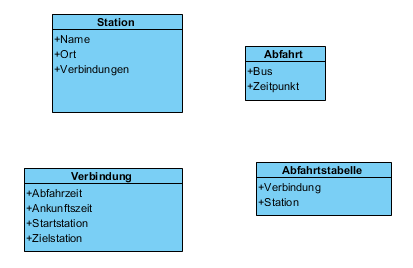 Station
+Name
+Ort
+Verbindungen
Abfahrt
+Bus
+Zeitpunkt
Verbindung
+Abfahrzeit
+Ankunftszeit
+Startstation
+Zielstation
Abfahrtstabelle
+Verbindung
+Station